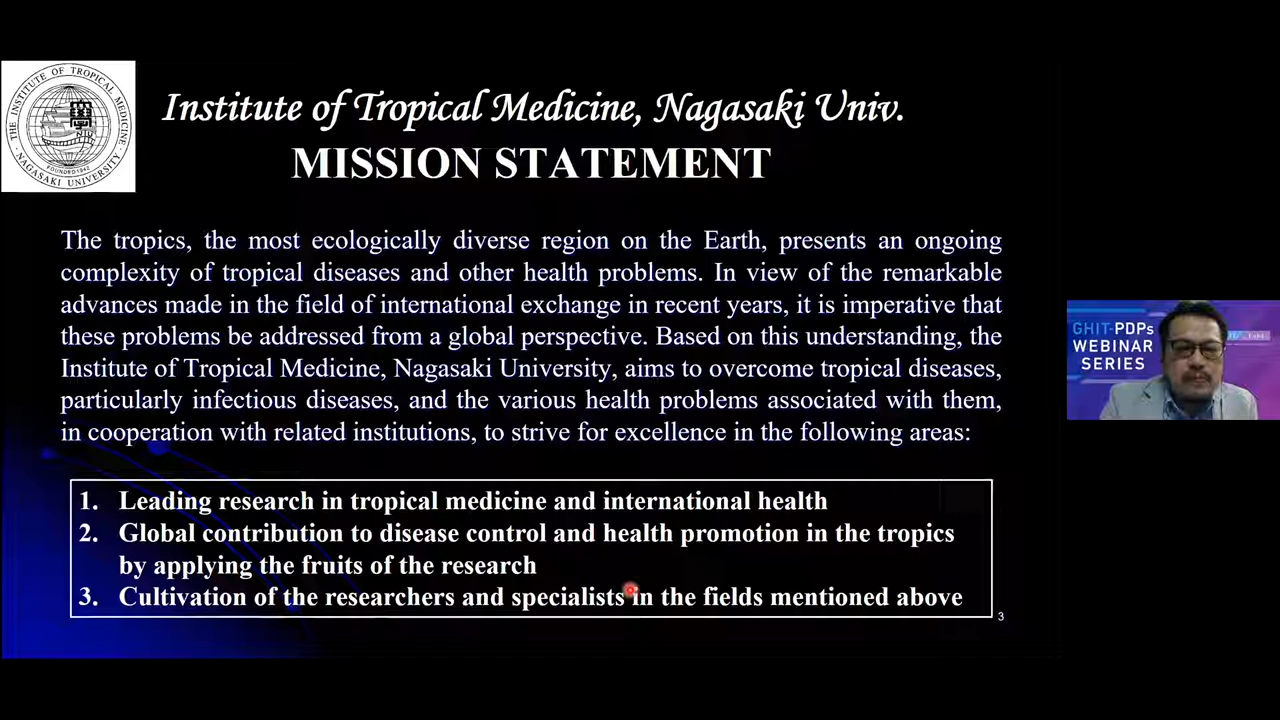 THE INSTITUTE OF TROPICAL MEDICINE
NAGASAKI UNIVERSITY
FOUNDED 1942
Institute of Tropical Medicine, Nagasaki Univ.
MISSION STATEMENT
The tropics, the most ecologically diverse region on the Earth, presents an ongoing
complexity of tropical diseases and other health problems. In view of the remarkable
advances made in the field of international exchange in recent years, it is imperative that
these problems be addressed from a global perspective. Based on this understanding, the
Institute of Tropical Medicine, Nagasaki University, aims to overcome tropical diseases,
particularly infectious diseases, and the various health problems associated with them,
in cooperation with related institutions, to strive for excellence in the following areas:
1. Leading research in tropical medicine and international health
2. Global contribution to disease control and health promotion in the tropics
by applying the fruits of the research
3. Cultivation of the researchers and specialists in the fields mentioned above
3
GHIT-PDPs
WEBINAR
SERIES